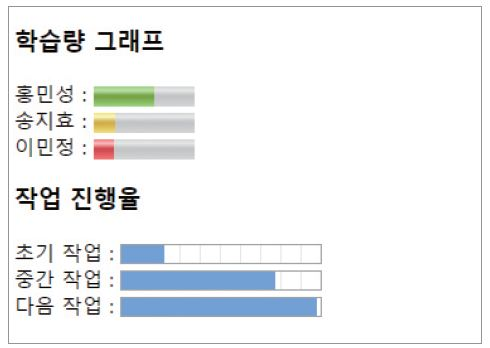 학습량 그래프
홍민성 :
송지효 :
이민정 :
작업 진행율
초기 작업 :
중간 작업 :
다음 작업 :